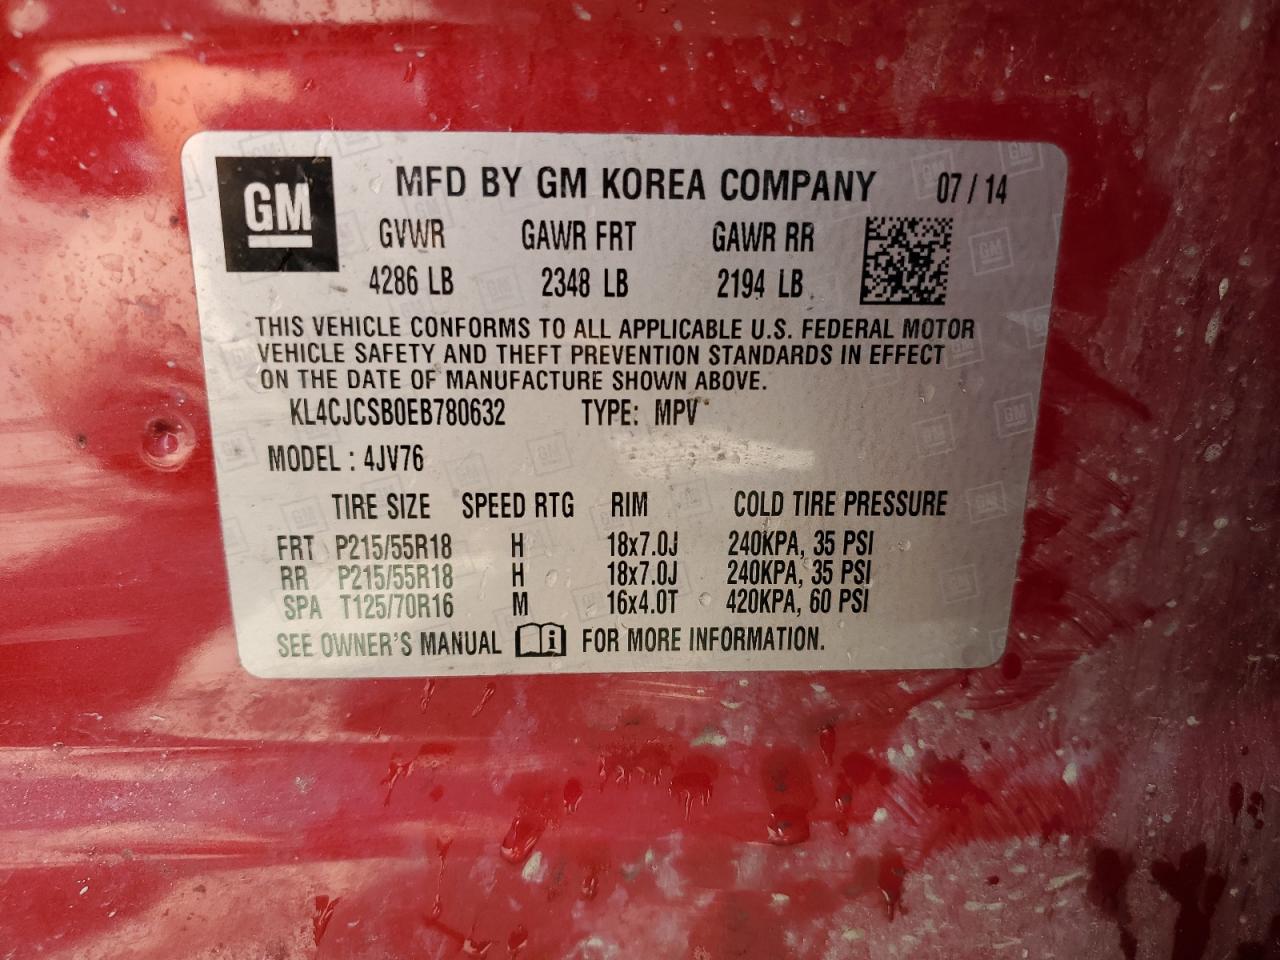 GM MFD BY GM KOREA COMPANY 07 / 14
GVWR GAWR FRT GAWR RR
4286 LB 2348 LB 2194 LB
THIS VEHICLE CONFORMS TO ALL APPLICABLE U.S. FEDERAL MOTOR
VEHICLE SAFETY AND THEFT PREVENTION STANDARDS IN EFFECT
ON THE DATE OF MANUFACTURE SHOWN ABOVE.
KL4CJCSB0EB780632 TYPE: MPV
MODEL : 4JV76
TIRE SIZE SPEED RTG RIM COLD TIRE PRESSURE
FRT P215/55R18 H 18x7.0J 240KPA, 35 PSI
RR P215/55R18 H 18x7.0J 240KPA, 35 PSI
SPA T125/70R16 M 16x4.0T 420KPA, 60 PSI
SEE OWNER'S MANUAL i FOR MORE INFORMATION.